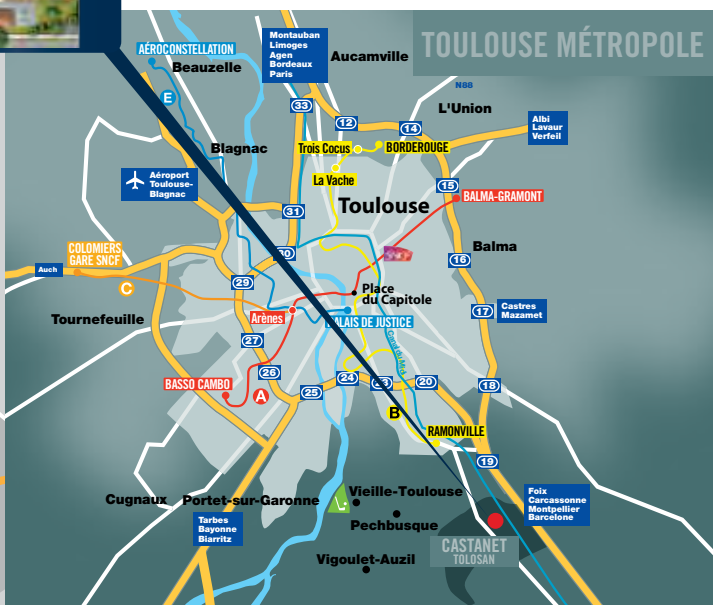 TOULOUSE MÉTROPOLE
AÉROCONSTELLATION
Beauzelle
E
Montauban
Limoges
Agen
Bordeaux
Paris
Aucamville
N88
L'Union
33
12
14
Albi
Lavaur
Verfeil
Blagnac
Trois Cocus
BORDEROUGE
La Vache
Aéroport
Toulouse-
Blagnac
15
BALMA-GRAMONT
Toulouse
31
Balma
COLOMIERS
GARE SNCF
Auch
30
16
C
29
Place
du Capitole
Arènes
PALAIS DE JUSTICE
17
Castres
Mazamet
Tournefeuille
27
Canal du Midi
26
BASSO CAMBO
A
25
24
23
20
18
B
RAMONVILLE
19
Cugnaux
Portet-sur-Garonne
Vieille-Toulouse
Foix
Carcassonne
Montpellier
Barcelone
Tarbes
Bayonne
Biarritz
Pechbusque
CASTANET
TOLOSAN
Vigoulet-Auzil